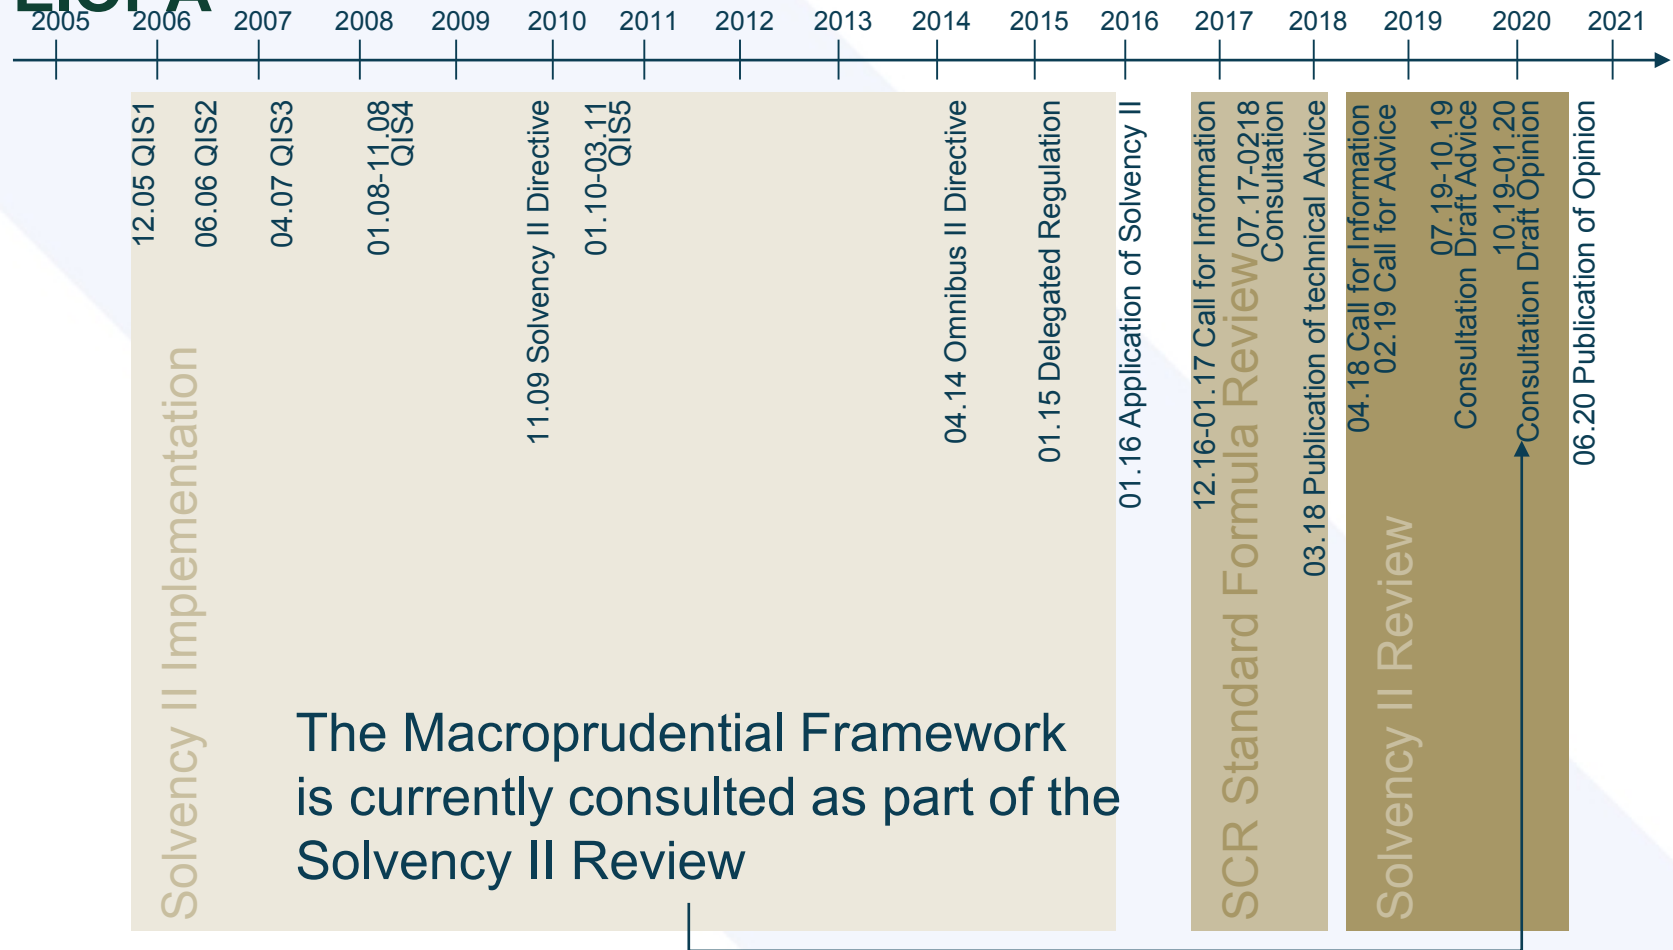 EIOPA
2005 2006 2007 2008 2009 2010 2011 2012 2013 2014 2015 2016 2017 2018 2019 2020 2021
12.05 QIS1
06.06 QIS2
04.07 QIS3
01.08-11.08
QIS4
11.09 Solvency II Directive
01.10-03.11
QIS5
04.14 Omnibus II Directive
01.15 Delegated Regulation
01.16 Application of Solvency II
12.16-01.17 Call for Information
07.17-0218
Consultation
03.18 Publication of technical Advice
04.18 Call for Information
02.19 Call for Advice
07.19-10.19
Consultation Draft Advice
10.19-01.20
Consultation Draft Opinion
06.20 Publication of Opinion
Solvency II Implementation
SCR Standard Formula Review
Solvency II Review
The Macroprudential Framework
is currently consulted as part of the
Solvency II Review